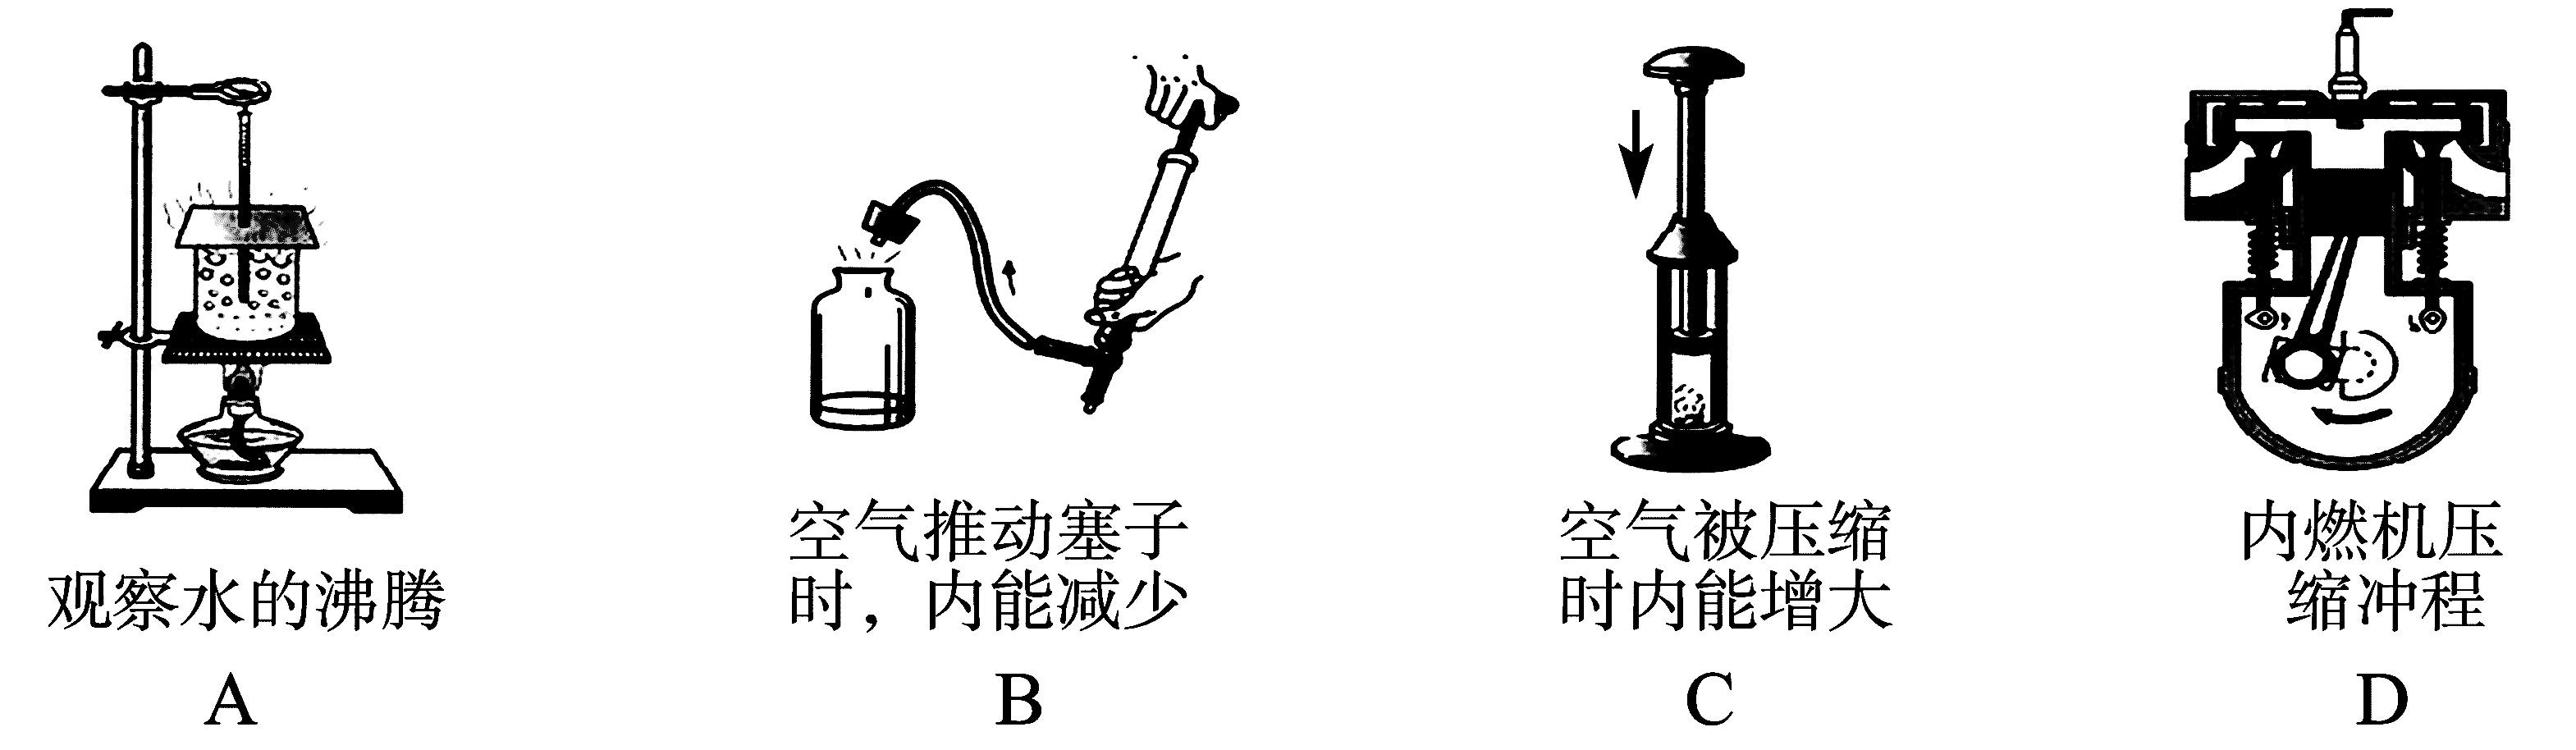 观察水的沸腾
A
空气推动塞子
时，内能减少
B
空气被压缩
时内能增大
C
内燃机压
缩冲程
D